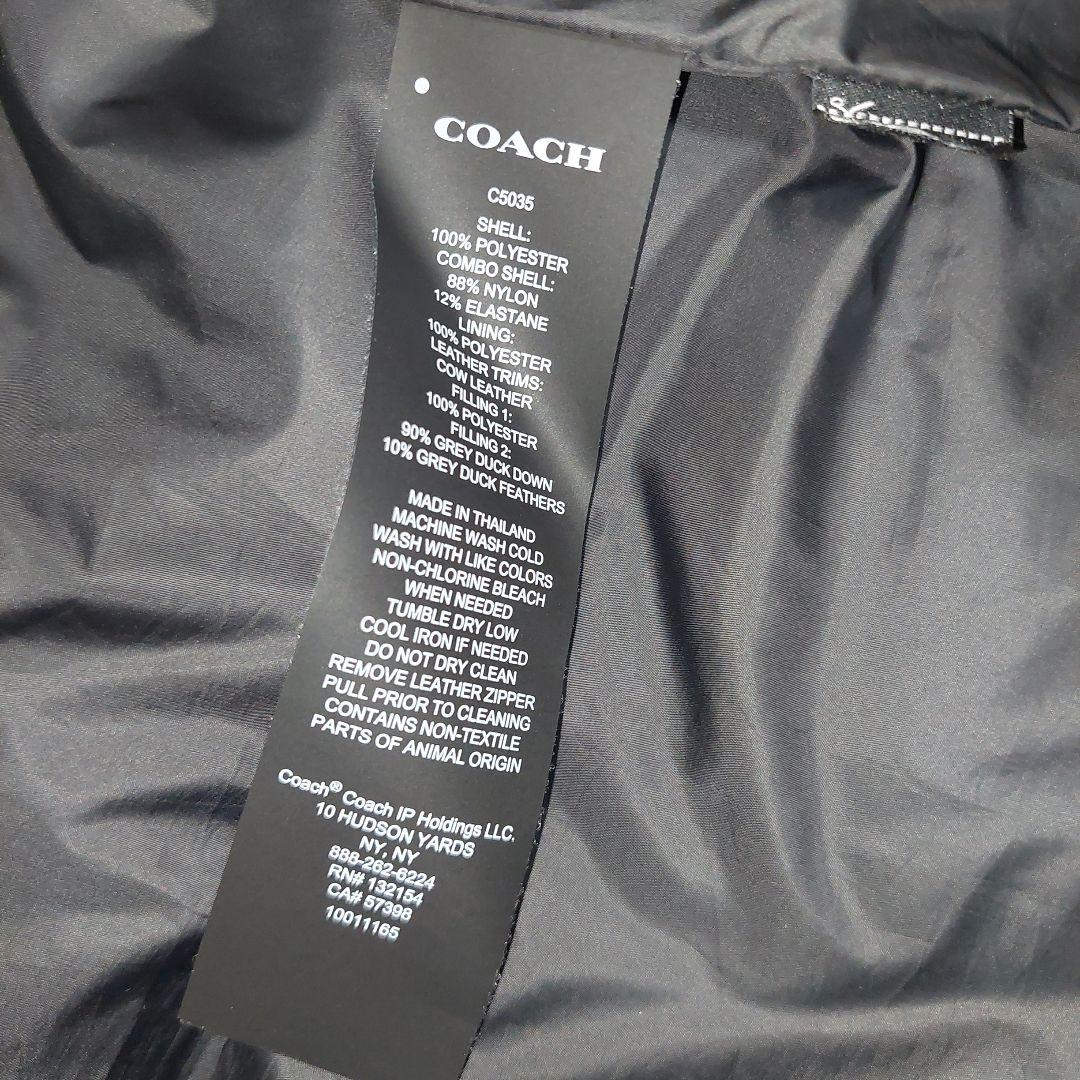 COACH
C5035
SHELL:
100% POLYESTER
COMBO SHELL:
88% NYLON
12% ELASTANE
LINING:
100% POLYESTER
LEATHER TRIMS:
COW LEATHER
FILLING 1:
100% POLYESTER
FILLING 2:
90% GREY DUCK DOWN
10% GREY DUCK FEATHERS
MADE IN THAILAND
MACHINE WASH COLD
WASH WITH LIKE COLORS
NON-CHLORINE BLEACH
WHEN NEEDED
TUMBLE DRY LOW
COOL IRON IF NEEDED
DO NOT DRY CLEAN
REMOVE LEATHER ZIPPER
PULL PRIOR TO CLEANING
CONTAINS NON-TEXTILE
PARTS OF ANIMAL ORIGIN
Coach® Coach IP Holdings LLC.
10 HUDSON YARDS
NY, NY
888-262-6224
RN# 132154
CA# 57398
10011165